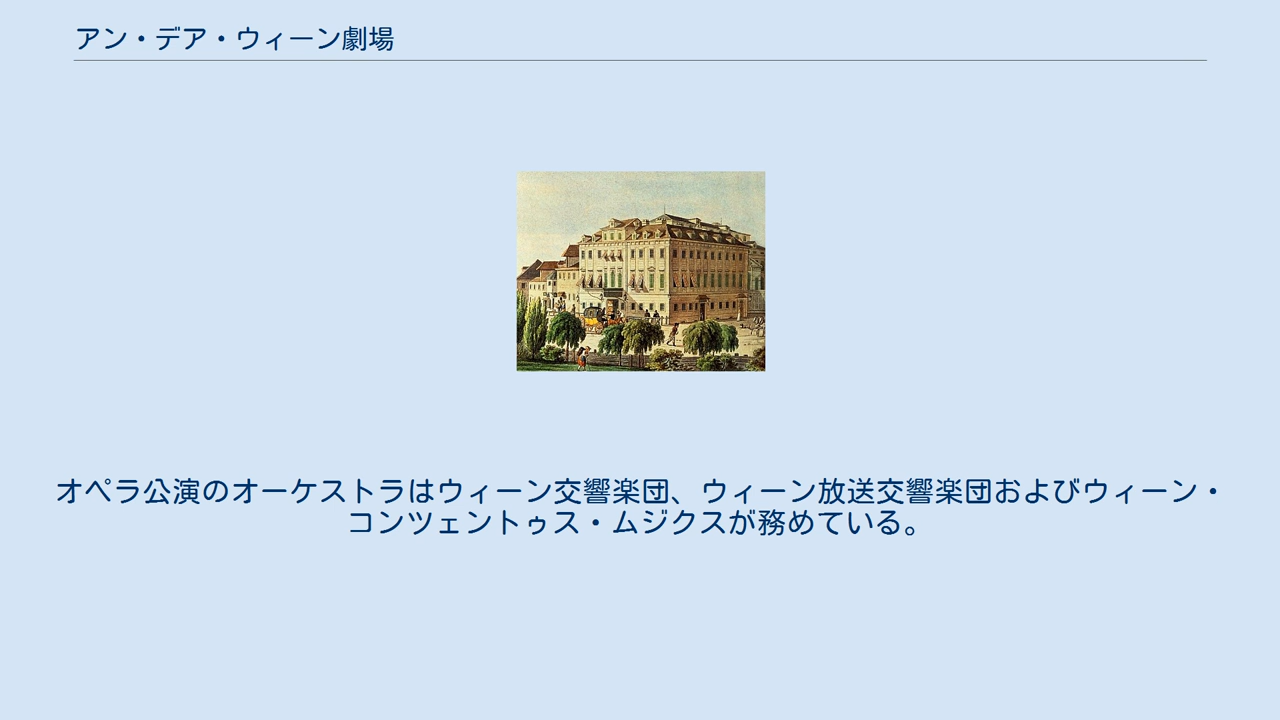 アン・デア・ウィーン劇場
オペラ公演のオーケストラはウィーン交響楽団、ウィーン放送交響楽団およびウィーン・
コンツェントゥス・ムジクスが務めている。